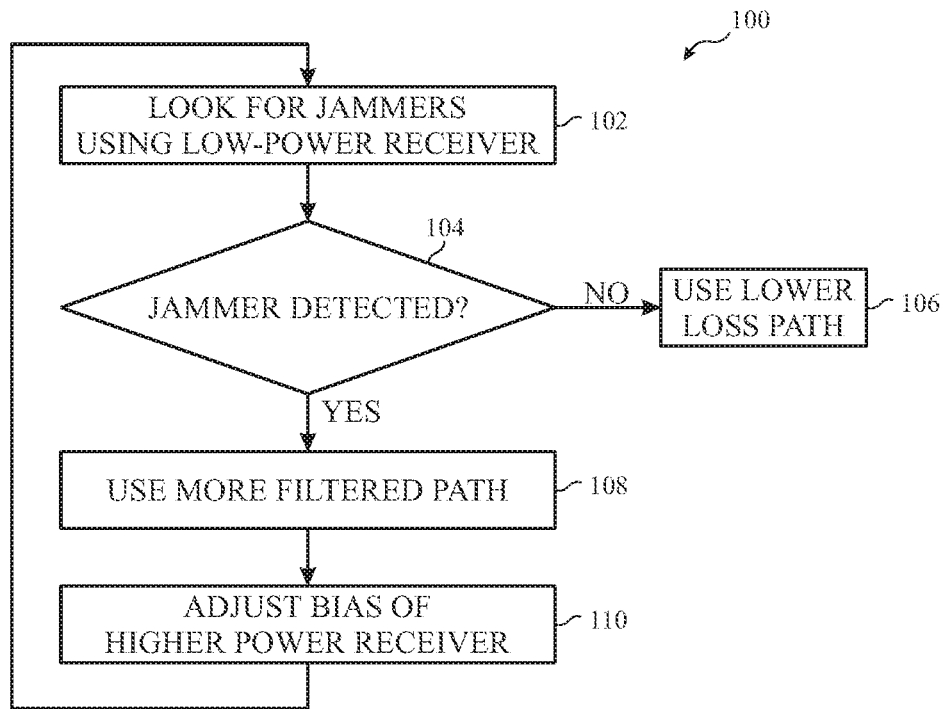 100
LOOK FOR JAMMERS
USING LOW-POWER RECEIVER
102
104
JAMMER DETECTED?
NO
USE LOWER
LOSS PATH
106
YES
USE MORE FILTERED PATH
108
ADJUST BIAS OF
HIGHER POWER RECEIVER
110